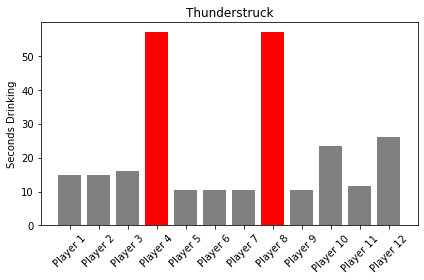 Thunderstruck
Seconds Drinking
50
40
30
20
10
0
Player 1
Player 2
Player 3
Player 4
Player 5
Player 6
Player 7
Player 8
Player 9
Player 10
Player 11
Player 12